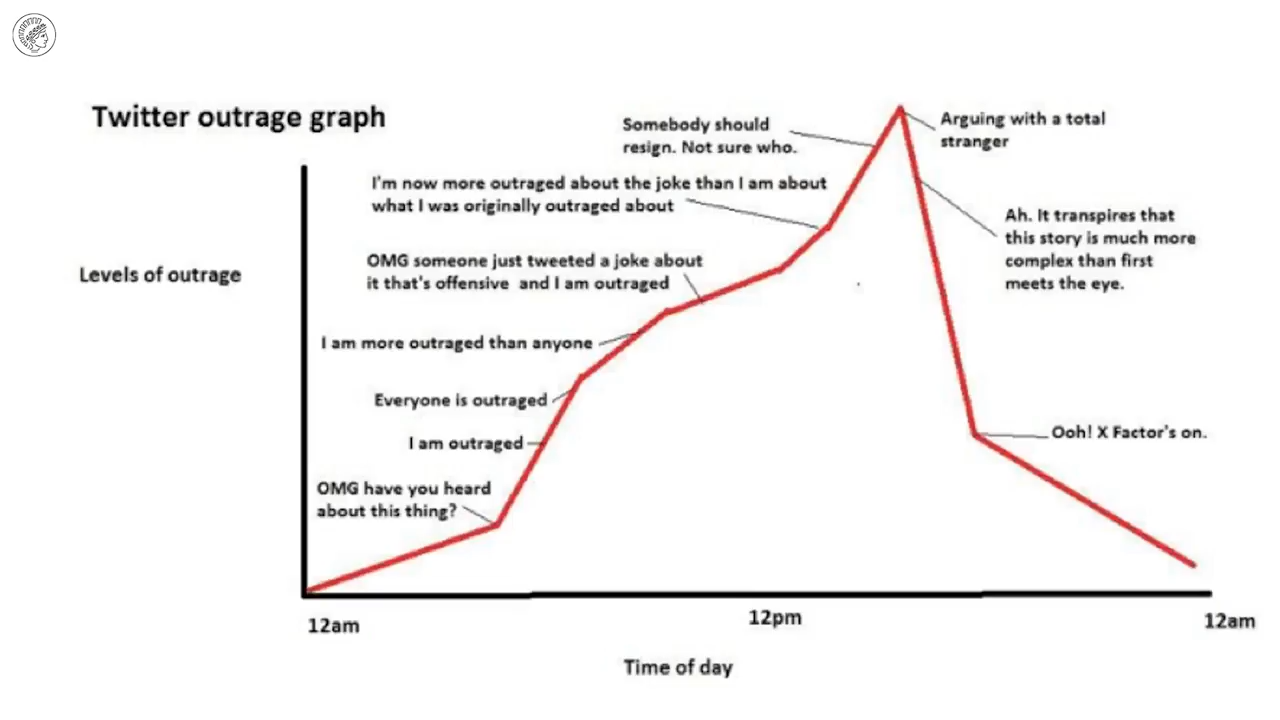 Twitter outrage graph
Levels of outrage
Somebody should
resign. Not sure who.
Arguing with a total
stranger
I'm now more outraged about the joke than I am about
what I was originally outraged about
Ah. It transpires that
this story is much more
complex than first
meets the eye.
OMG someone just tweeted a joke about
it that's offensive and I am outraged
I am more outraged than anyone
Everyone is outraged
I am outraged
Ooh! X Factor's on.
OMG have you heard
about this thing?
12am
12pm
12am
Time of day